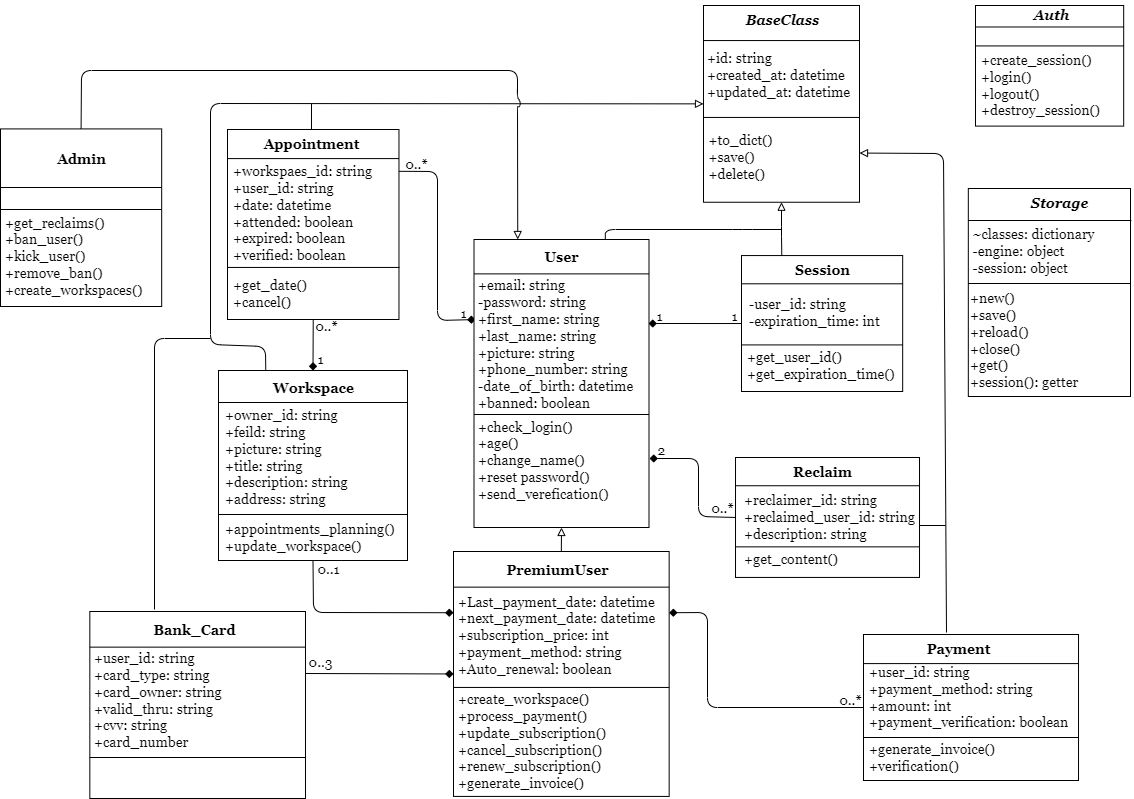 BaseClass
+id: string
+created_at: datetime
+updated_at: datetime
+to_dict()
+save()
+delete()
Auth
+create_session()
+login()
+logout()
+destroy_session()
Admin
+get_reclaims()
+ban_user()
+kick_user()
+remove_ban()
+create_workspaces()
Appointment
+workspaes_id: string
+user_id: string
+date: datetime
+attended: boolean
+expired: boolean
+verified: boolean
+get_date()
+cancel()
0..*
1
0..*
1
Storage
~classes: dictionary
-engine: object
-session: object
+new()
+save()
+reload()
+close()
+get()
+session(): getter
User
+email: string
-password: string
+first_name: string
+last_name: string
+picture: string
+phone_number: string
-date_of_birth: datetime
+banned: boolean
+check_login()
+age()
+change_name()
+reset password()
+send_verefication()
1
1
Session
-user_id: string
-expiration_time: int
+get_user_id()
+get_expiration_time()
Workspace
+owner_id: string
+feild: string
+picture: string
+title: string
+description: string
+address: string
+appointments_planning()
+update_workspace()
0..1
2
0..*
Reclaim
+reclaimer_id: string
+reclaimed_user_id: string
+description: string
+get_content()
PremiumUser
+Last_payment_date: datetime
+next_payment_date: datetime
+subscription_price: int
+payment_method: string
+Auto_renewal: boolean
+create_workspace()
+process_payment()
+update_subscription()
+cancel_subscription()
+renew_subscription()
+generate_invoice()
Bank_Card
+user_id: string
+card_type: string
+card_owner: string
+valid_thru: string
+cvv: string
+card_number
0..3
0..*
Payment
+user_id: string
+payment_method: string
+amount: int
+payment_verification: boolean
+generate_invoice()
+verification()